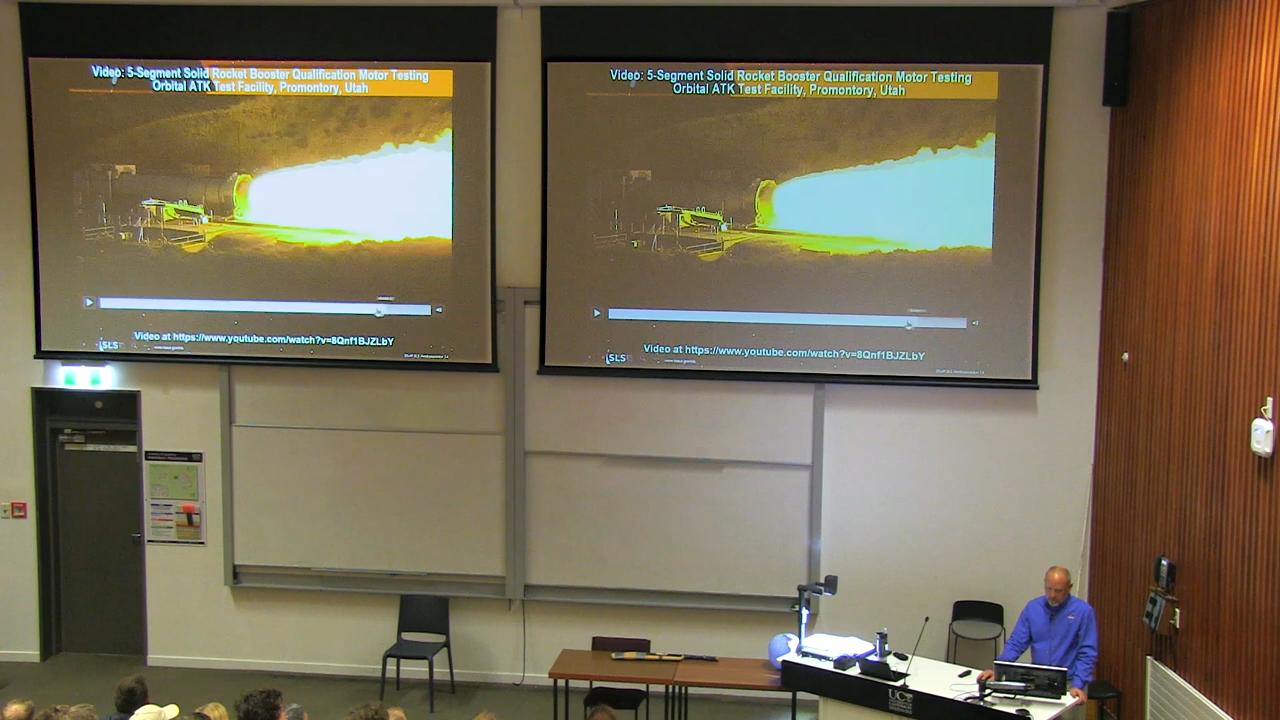 Video: 5-Segment Solid Rocket Booster Qualification Motor Testing
Orbital ATK Test Facility, Promontory, Utah
Video at https://www.youtube.com/watch?v=8Qnf1BJZLbY
SLS
Video: 5-Segment Solid Rocket Booster Qualification Motor Testing
Orbital ATK Test Facility, Promontory, Utah
Video at https://www.youtube.com/watch?v=8Qnf1BJZLbY
SLS
UC